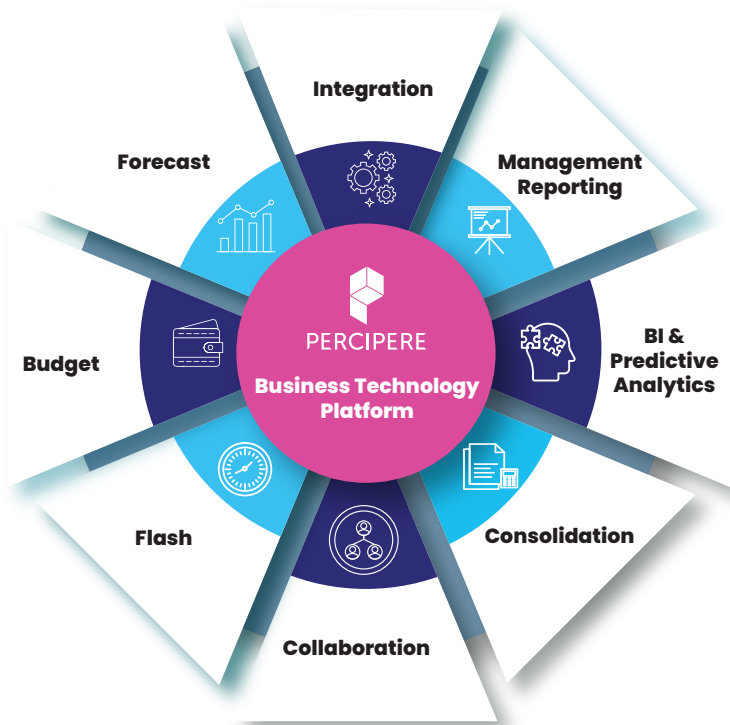 Integration
Management
Reporting
BI &
Predictive
Analytics
Consolidation
Collaboration
Flash
Budget
Forecast
PERCIPERE
Business Technology
Platform